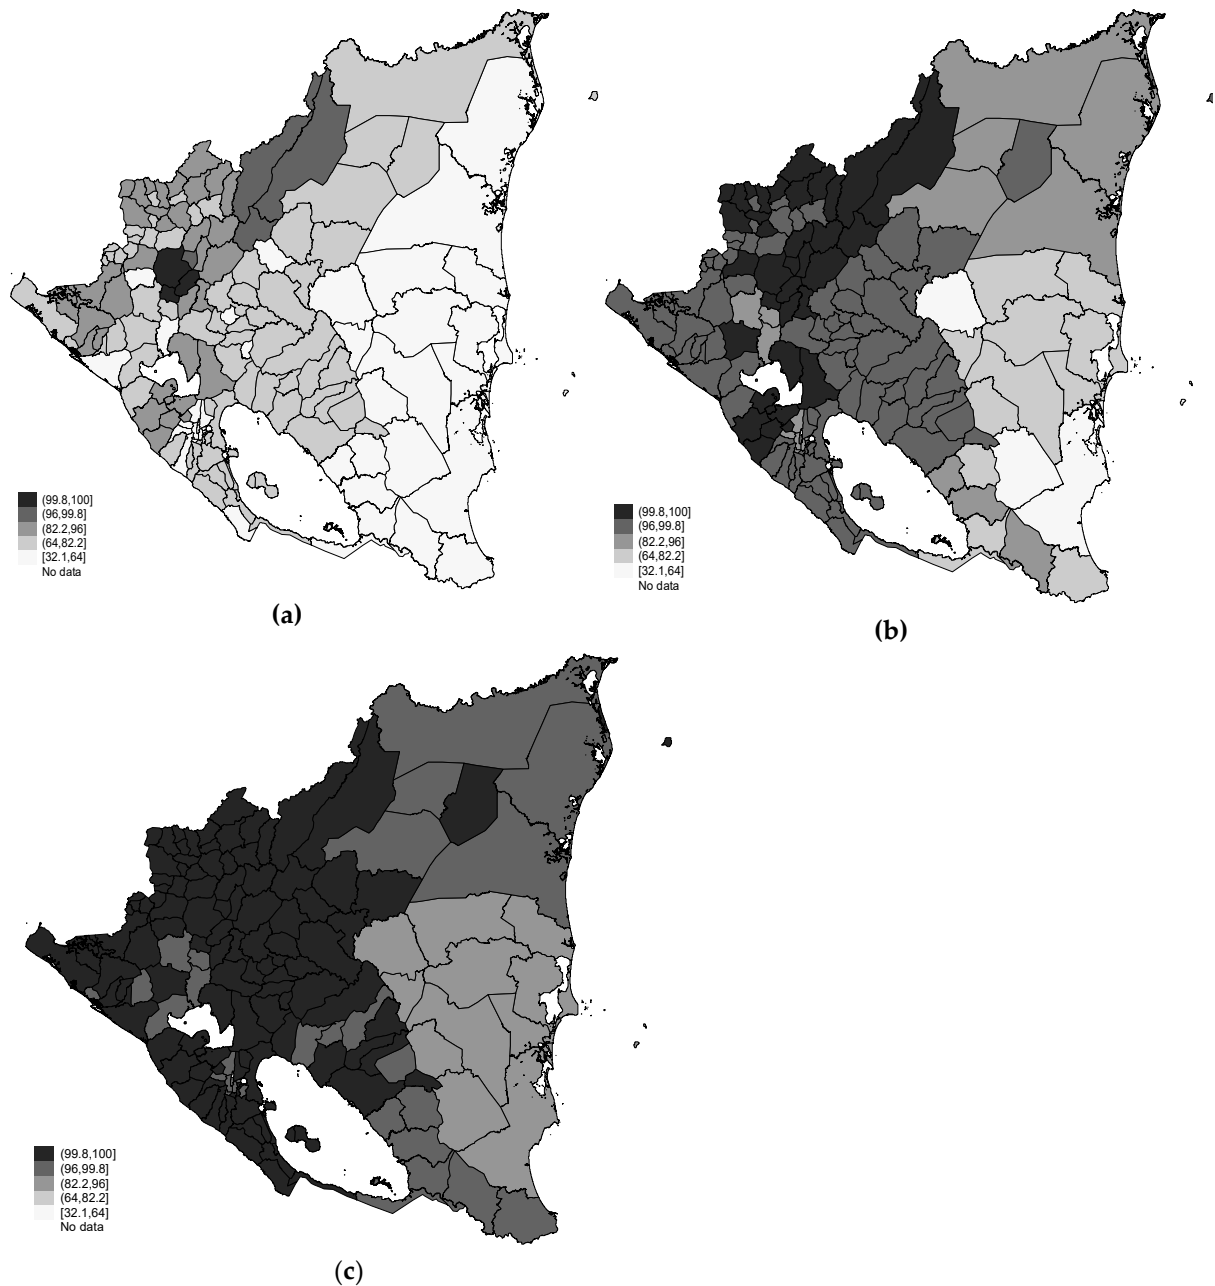 (99.8,100]
(96,99.8]
(82.2,96]
(64,82.2]
[32.1,64]
No data
(a)
(99.8,100]
(96,99.8]
(82.2,96]
(64,82.2]
[32.1,64]
No data
(b)
(99.8,100]
(96,99.8]
(82.2,96]
(64,82.2]
[32.1,64]
No data
(c)